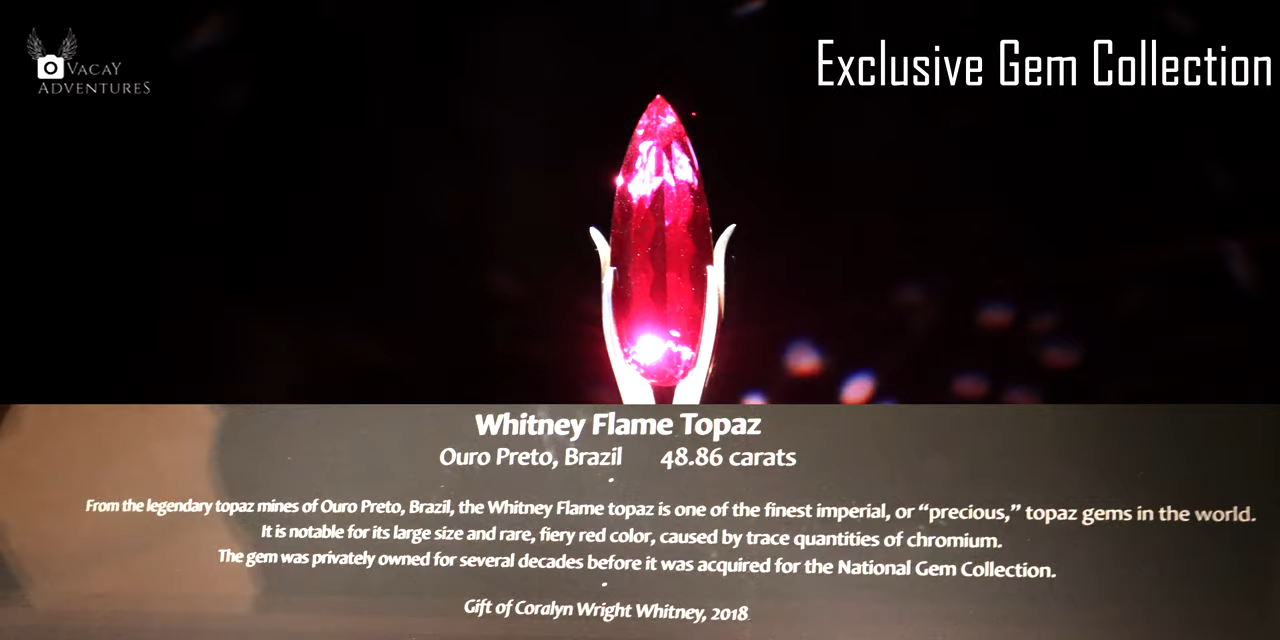 VACAY
ADVENTURES
Exclusive Gem Collection
Whitney Flame Topaz
Ouro Preto, Brazil 48.86 carats
From the legendary topaz mines of Ouro Preto, Brazil, the Whitney Flame topaz is one of the finest imperial, or “precious,” topaz gems in the world.
It is notable for its large size and rare, fiery red color, caused by trace quantities of chromium.
The gem was privately owned for several decades before it was acquired for the National Gem Collection.
Gift of Coralyn Wright Whitney, 2018